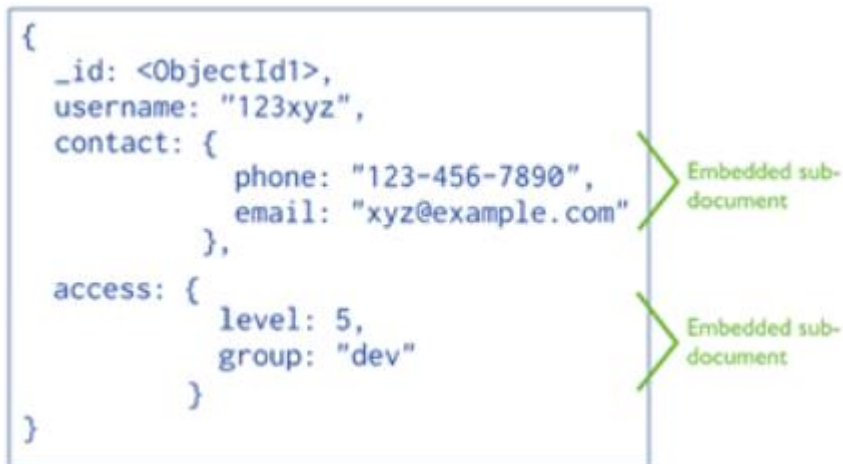 {
_id: <ObjectId1>,
username: "123xyz",
contact: {
phone: "123-456-7890",
email: "xyz@example.com"
},
access: {
level: 5,
group: "dev"
}
}
Embedded sub-
document
Embedded sub-
document